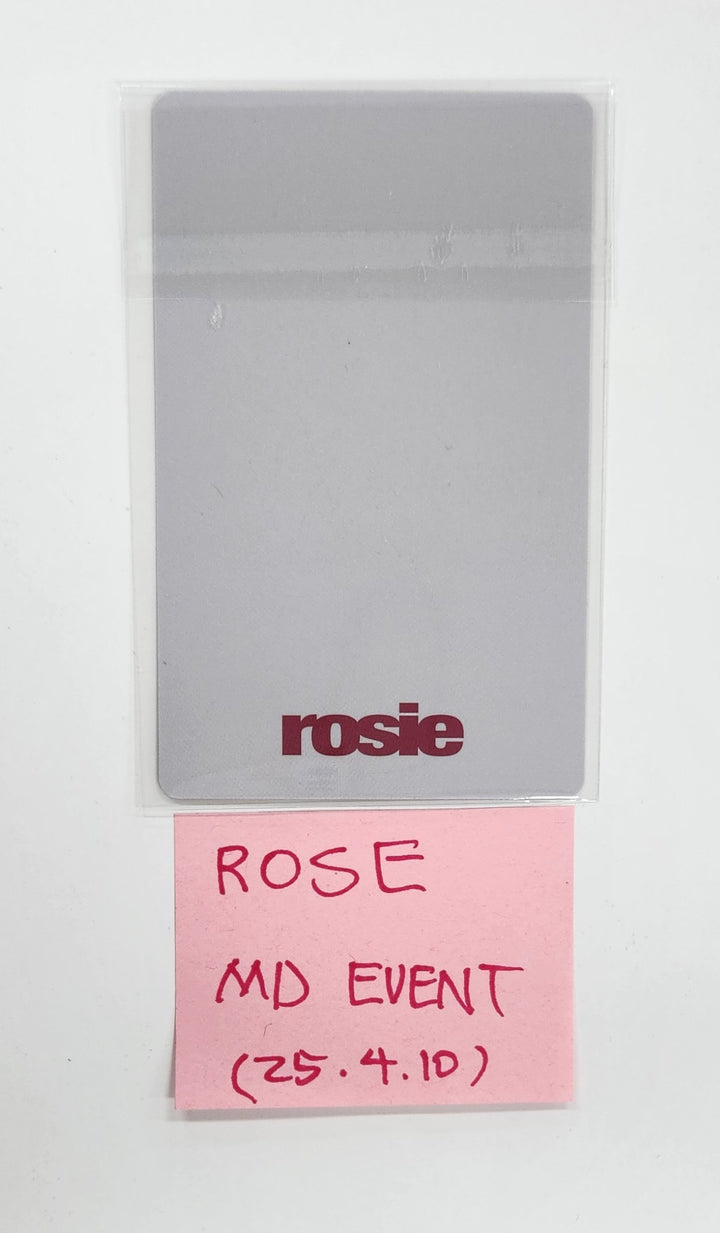 rosie
ROSE
MD EVENT
(25.4.10)